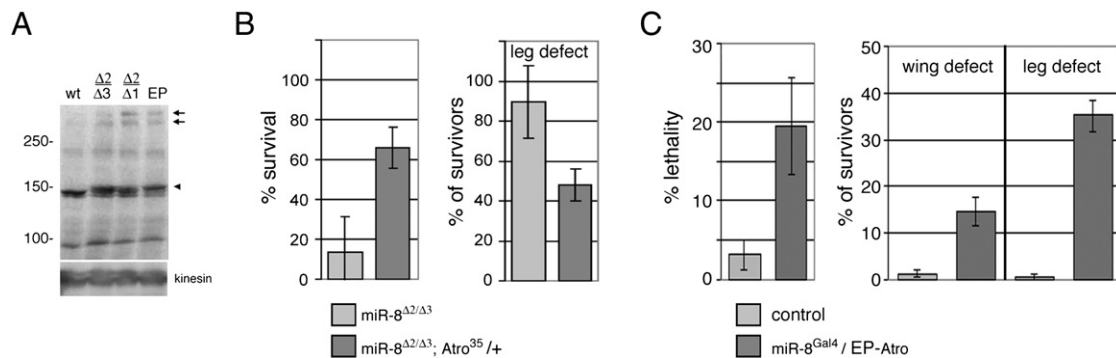 A
wt
Δ2/Δ3
Δ2/Δ1
EP
250-
150-
100-
kinesin
B
% survival
100
80
60
40
20
0
leg defect
% of survivors
100
80
60
40
20
0
miR-8Δ2/Δ3
miR-8Δ2/Δ3; Atro35/+
C
% lethality
30
20
10
0
wing defect
leg defect
% of survivors
50
40
30
20
10
0
control
miR-8Gal4 / EP-Atro